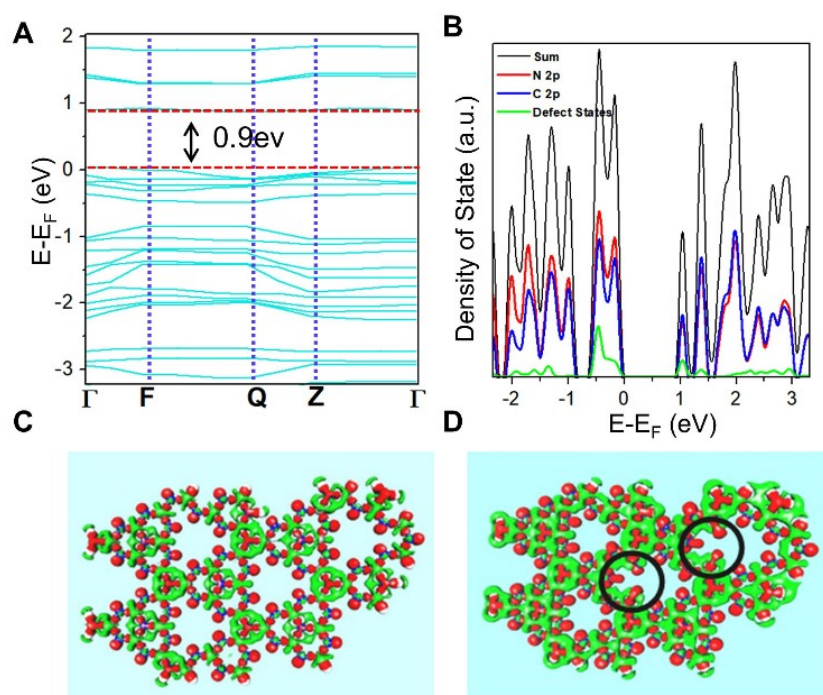 A
2
1
0
-1
-2
-3
E-E_F (eV)
0.9ev
Γ F Q Z Γ
B
Sum
N 2p
C 2p
Defect States
Density of State (a.u.)
-2 -1 0 1 2 3
E-E_F (eV)
C
D